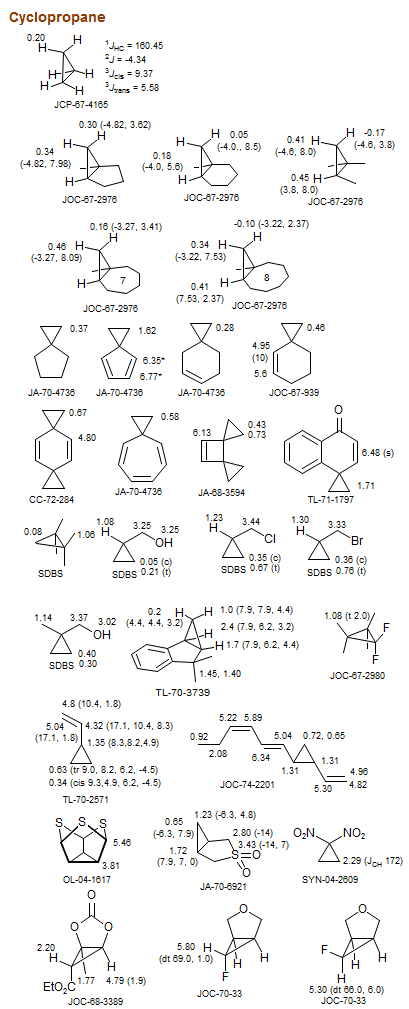 Cyclopropane
0.20 H H ¹J_HC = 160.45
²J = -4.34
H H ³J_cis = 9.37
H ³J_trans = 5.58
JCP-67-4165
0.30 (-4.82, 3.62)
H H
0.34
(-4.82, 7.98)
H
JOC-67-2976
H H 0.05
(-4.0., 8.5)
0.18
(-4.0, 5.6)
H
JOC-67-2976
0.41 H H -0.17
(-4.6, 8.0) (-4.6, 3.8)
0.45 H
(3.8, 8.0)
JOC-67-2976
0.16 (-3.27, 3.41)
0.46 H H
(-3.27, 8.09)
H 7
JOC-67-2976
-0.10 (-3.22, 2.37)
0.34 H H
(-3.22, 7.53)
8
0.41 H
(7.53, 2.37)
JOC-67-2976
0.37
JA-70-4736
1.62
6.35*
6.77*
JA-70-4736
0.28
JA-70-4736
0.46
4.95
(10)
5.6
JOC-67-939
0.67
4.80
CC-72-284
0.58
JA-70-4736
6.13 0.43
0.73
JA-68-3594
O
6.48 (s)
1.71
TL-71-1797
0.08 1.06
SDBS
1.08 3.25 3.25
H OH
0.05 (c)
SDBS 0.21 (t)
1.23 3.44
H Cl
0.35 (c)
SDBS 0.67 (t)
1.30 3.33
H Br
0.36 (c)
SDBS 0.76 (t)
1.14 3.37 3.02
OH
0.40
SDBS 0.30
0.2 H H 1.0 (7.9, 7.9, 4.4)
(4.4, 4.4, 3.2)
H 2.4 (7.9, 6.2, 3.2)
H 1.7 (7.9, 6.2, 4.4)
1.45, 1.40
TL-70-3739
1.08 (t 2.0)
F
F
JOC-67-2980
4.8 (10.4, 1.8)
5.04 4.32 (17.1, 10.4, 8.3)
(17.1, 1.8) 1.35 (8.3,8.2,4.9)
0.63 (tr 9.0, 8.2, 6.2, -4.5)
0.34 (cis 9.3,4.9, 6.2, -4.5)
TL-70-2571
5.22 5.89
0.92 5.04 0.72, 0.65
2.08 6.34 1.31
1.31 4.96
5.30 4.82
JOC-74-2201
S S S
5.46
3.81
OL-04-1617
1.23 (-6.3, 4.8)
0.65
(-6.3, 7.9) 2.80 (-14)
1.72 3.43 (-14, 7)
(7.9, 7, 0) S=O
O
JA-70-6921
O₂N NO₂
2.29 (J_CH 172)
SYN-04-2609
O
O O
2.20
H H
EtO₂C 1.77 4.79 (1.9)
JOC-68-3389
O
5.80 H
(dt 69.0, 1.0) H H
F
JOC-70-33
O
F
H H
H
5.30 (dt 66.0, 6.0)
JOC-70-33